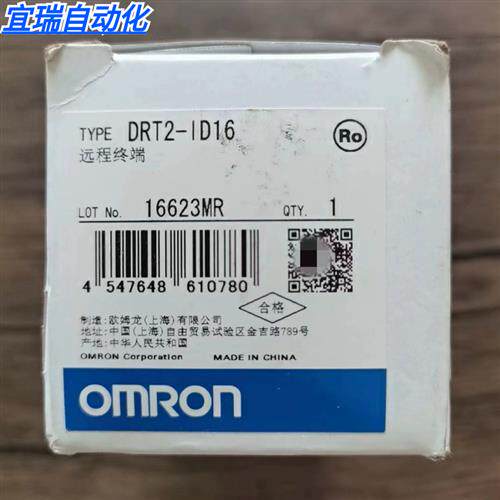 宜瑞自动化
TYPE DRT2-ID16
远程终端
Ro
LOT No. 16623MR QTY. 1
4 547648 610780
合格
制造: 欧姆龙(上海)有限公司
地址: 中国(上海)自由贸易试验区金吉路789号
产地: 中华人民共和国
OMRON Corporation MADE IN CHINA
OMRON